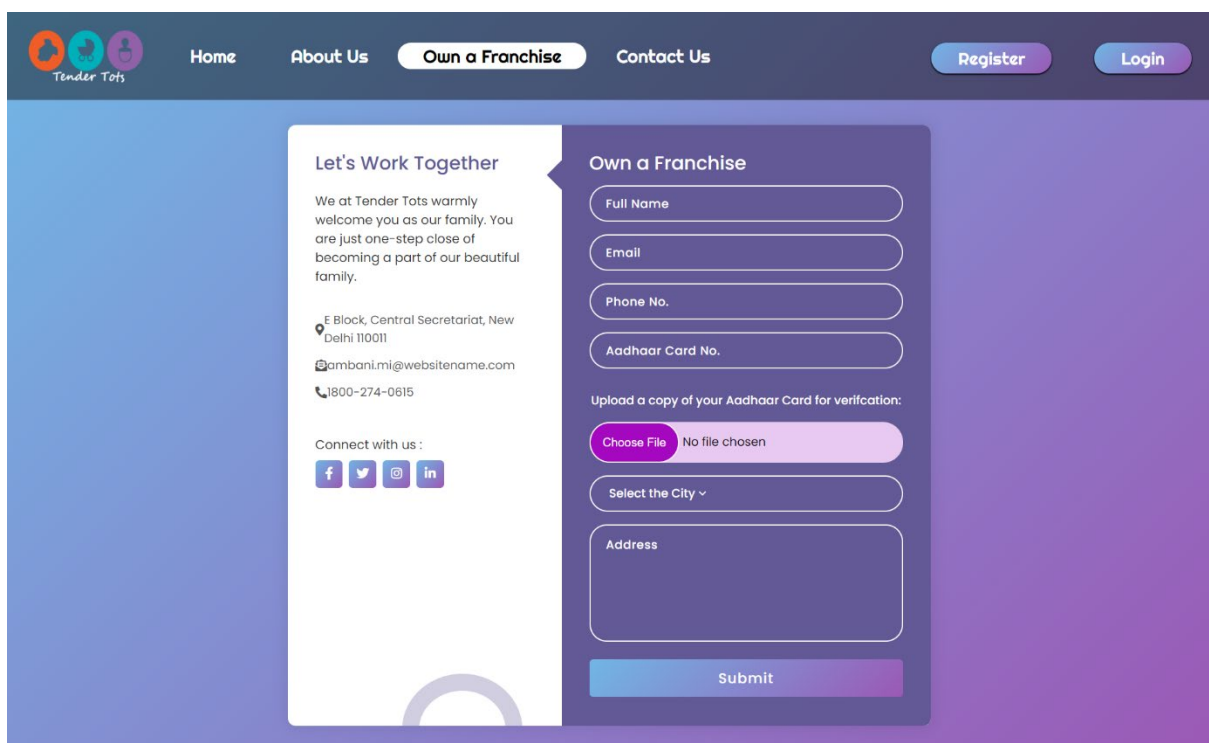 Tender Tots
Home
About Us
Own a Franchise
Contact Us
Register
Login
Let's Work Together
We at Tender Tots warmly
welcome you as our family. You
are just one-step close of
becoming a part of our beautiful
family.
E Block, Central Secretariat, New
Delhi 110011
ambani.mi@websitename.com
1800-274-0615
Connect with us :
f
in
Own a Franchise
Full Name
Email
Phone No.
Aadhaar Card No.
Upload a copy of your Aadhaar Card for verifcation:
Choose File No file chosen
Select the City
Address
Submit